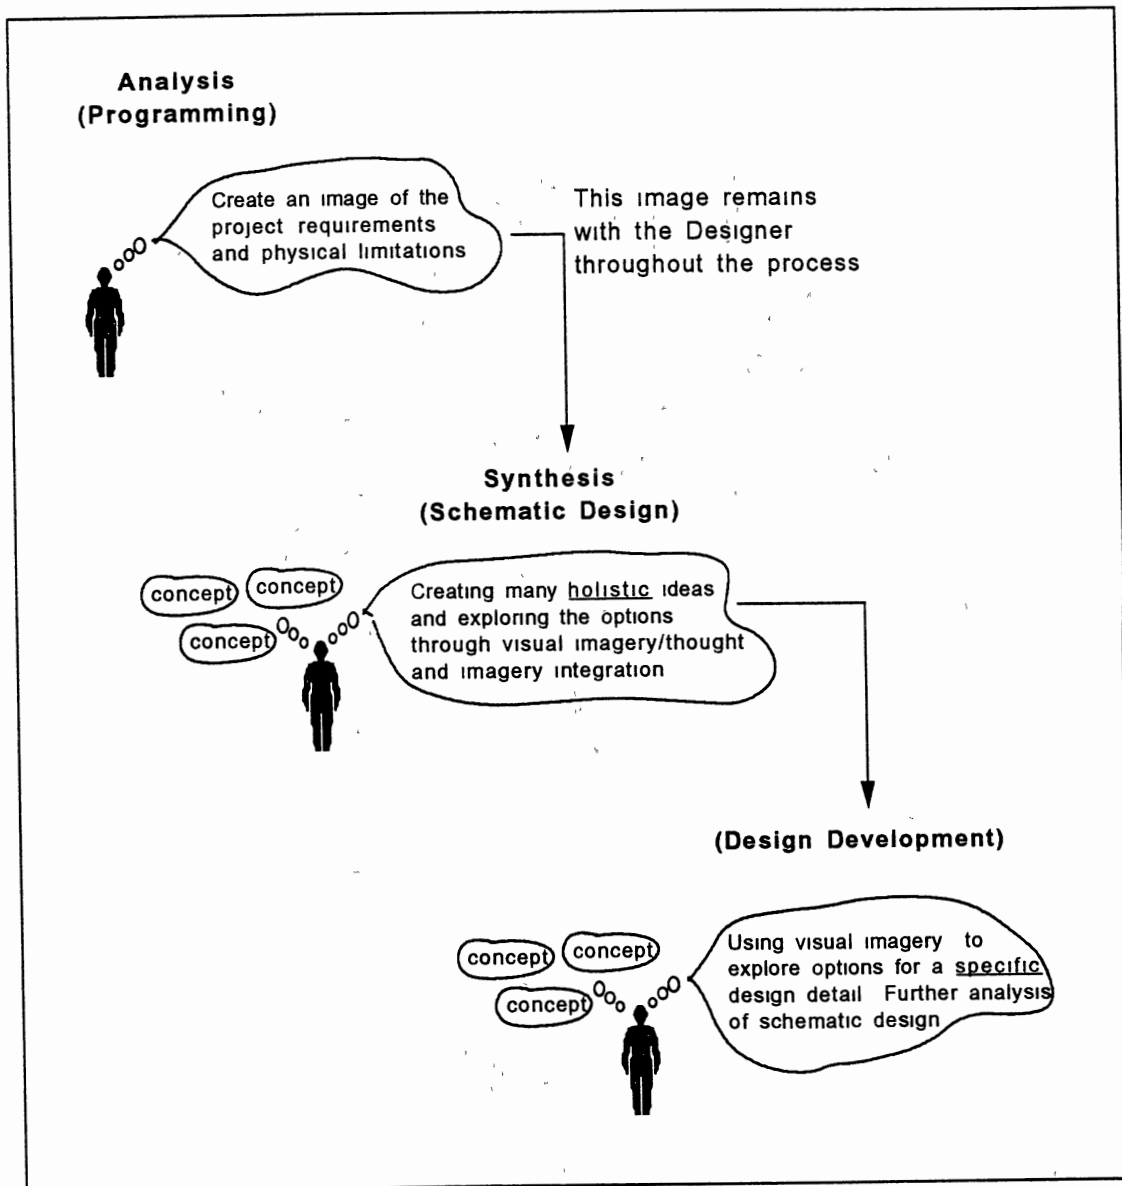 Analysis
(Programming)
Create an image of the
project requirements
and physical limitations
This image remains
with the Designer
throughout the process
Synthesis
(Schematic Design)
concept
concept
concept
Creating many holistic ideas
and exploring the options
through visual imagery/thought
and imagery integration
(Design Development)
concept
concept
concept
Using visual imagery to
explore options for a specific
design detail Further analysis
of schematic design